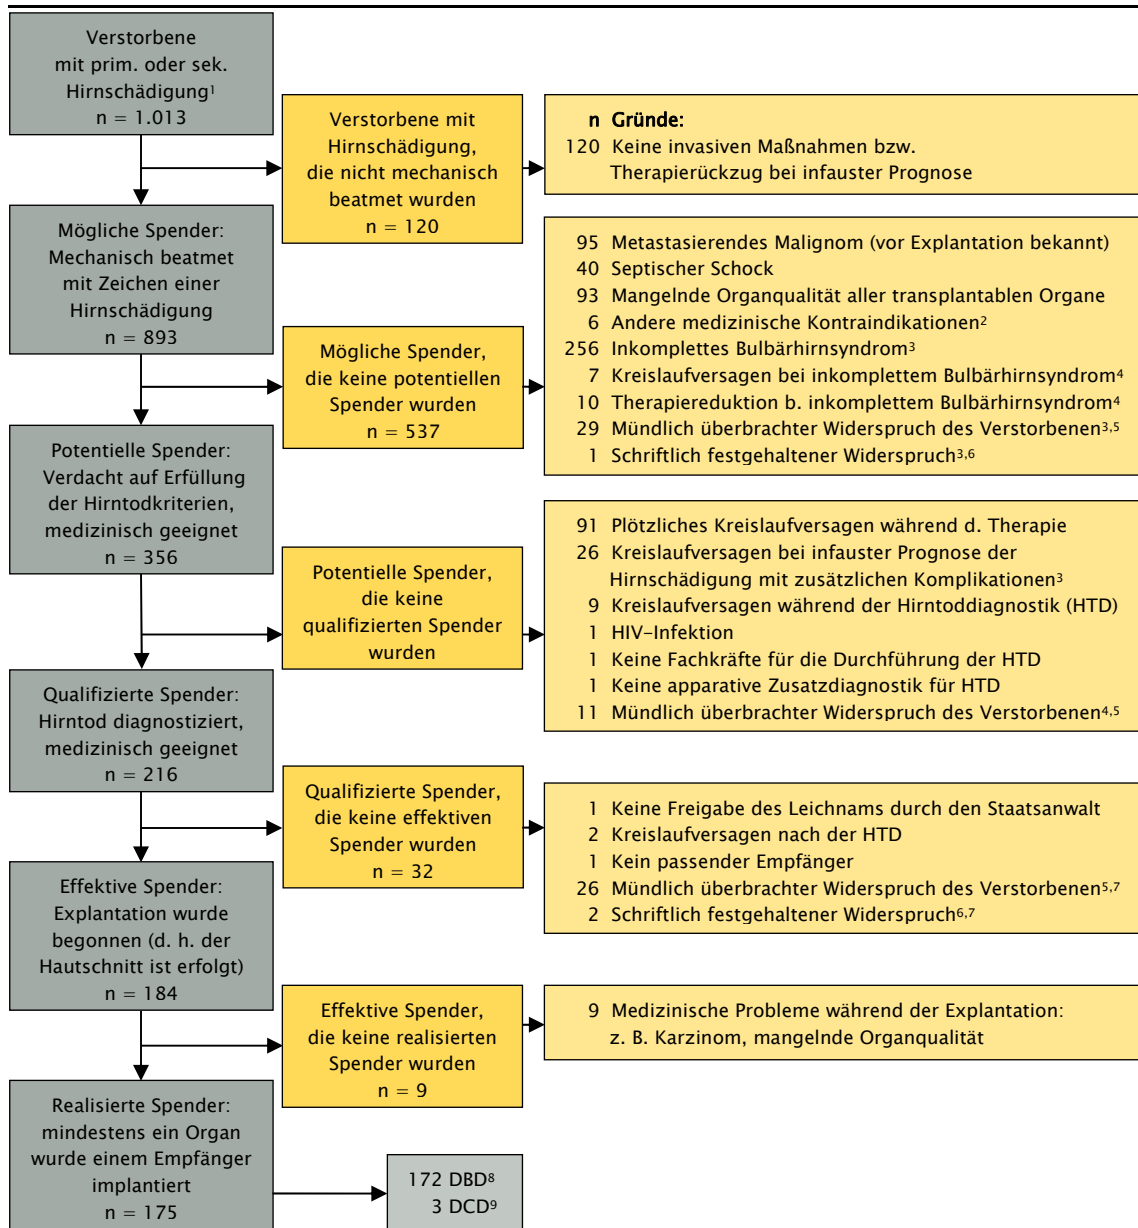 Verstorbene
mit prim. oder sek.
Hirnschädigung¹
n = 1.013
Verstorbene mit
Hirnschädigung,
die nicht mechanisch
beatmet wurden
n = 120
n Gründe:
120 Keine invasiven Maßnahmen bzw.
Therapierückzug bei infauster Prognose
Mögliche Spender:
Mechanisch beatmet
mit Zeichen einer
Hirnschädigung
n = 893
Mögliche Spender,
die keine potentiellen
Spender wurden
n = 537
95 Metastasierendes Malignom (vor Explantation bekannt)
40 Septischer Schock
93 Mangelnde Organqualität aller transplantablen Organe
6 Andere medizinische Kontraindikationen²
256 Inkomplettes Bulbärhirnsyndrom³
7 Kreislaufversagen bei inkomplettem Bulbärhirnsyndrom⁴
10 Therapiereduktion b. inkomplettem Bulbärhirnsyndrom⁴
29 Mündlich überbrachter Widerspruch des Verstorbenen³,⁵
1 Schriftlich festgehaltener Widerspruch³,⁶
Potentielle Spender:
Verdacht auf Erfüllung
der Hirntodkriterien,
medizinisch geeignet
n = 356
Potentielle Spender,
die keine
qualifizierten Spender
wurden
91 Plötzliches Kreislaufversagen während d. Therapie
26 Kreislaufversagen bei infauster Prognose der
Hirnschädigung mit zusätzlichen Komplikationen³
9 Kreislaufversagen während der Hirntoddiagnostik (HTD)
1 HIV-Infektion
1 Keine Fachkräfte für die Durchführung der HTD
1 Keine apparative Zusatzdiagnostik für HTD
11 Mündlich überbrachter Widerspruch des Verstorbenen⁴,⁵
Qualifizierte Spender:
Hirntod diagnostiziert,
medizinisch geeignet
n = 216
Qualifizierte Spender,
die keine effektiven
Spender wurden
n = 32
1 Keine Freigabe des Leichnams durch den Staatsanwalt
2 Kreislaufversagen nach der HTD
1 Kein passender Empfänger
26 Mündlich überbrachter Widerspruch des Verstorbenen⁵,⁷
2 Schriftlich festgehaltener Widerspruch⁶,⁷
Effektive Spender:
Explantation wurde
begonnen (d. h. der
Hautschnitt ist erfolgt)
n = 184
Effektive Spender,
die keine realisierten
Spender wurden
n = 9
9 Medizinische Probleme während der Explantation:
z. B. Karzinom, mangelnde Organqualität
Realisierte Spender:
mindestens ein Organ
wurde einem Empfänger
implantiert
n = 175
172 DBD⁸
3 DCD⁹